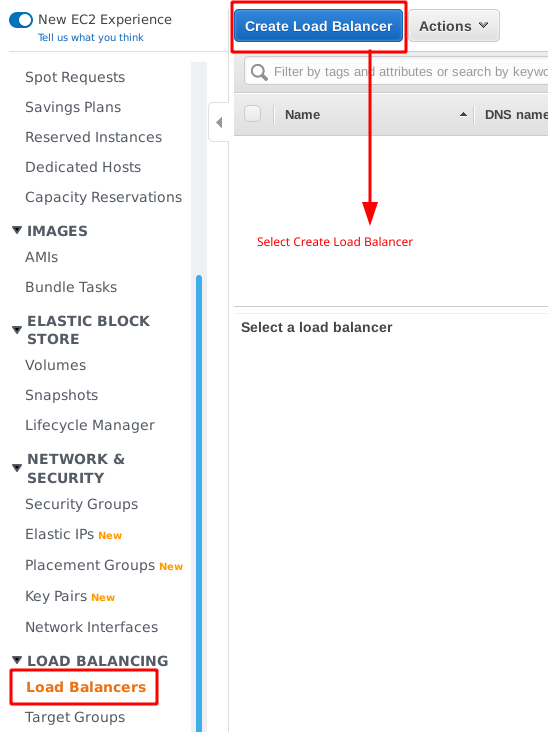 New EC2 Experience
Tell us what you think
Spot Requests
Savings Plans
Reserved Instances
Dedicated Hosts
Capacity Reservations
IMAGES
AMIs
Bundle Tasks
ELASTIC BLOCK
STORE
Volumes
Snapshots
Lifecycle Manager
NETWORK &
SECURITY
Security Groups
Elastic IPs New
Placement Groups New
Key Pairs New
Network Interfaces
LOAD BALANCING
Load Balancers
Target Groups
Create Load Balancer Actions
Filter by tags and attributes or search by keywo
Name DNS name
Select Create Load Balancer
Select a load balancer